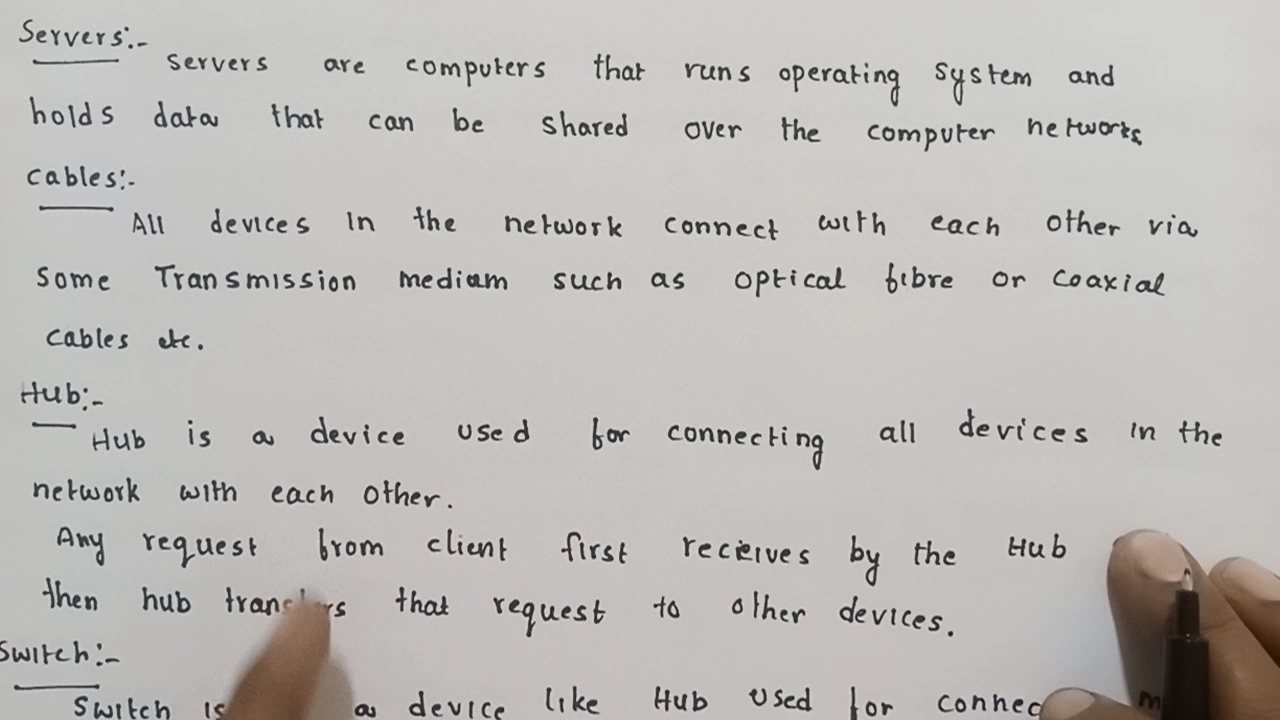 Servers:-
Servers are computers that runs operating system and
holds data that can be shared over the computer networks
Cables:-
All devices in the network connect with each other via
Some Transmission mediam such as optical fibre or coaxial
cables etc.
Hub:-
Hub is a device used for connecting all devices in the
network with each other.
Any request from client first receives by the Hub
then hub transfers that request to other devices.
Switch:-
Switch is a device like Hub used for